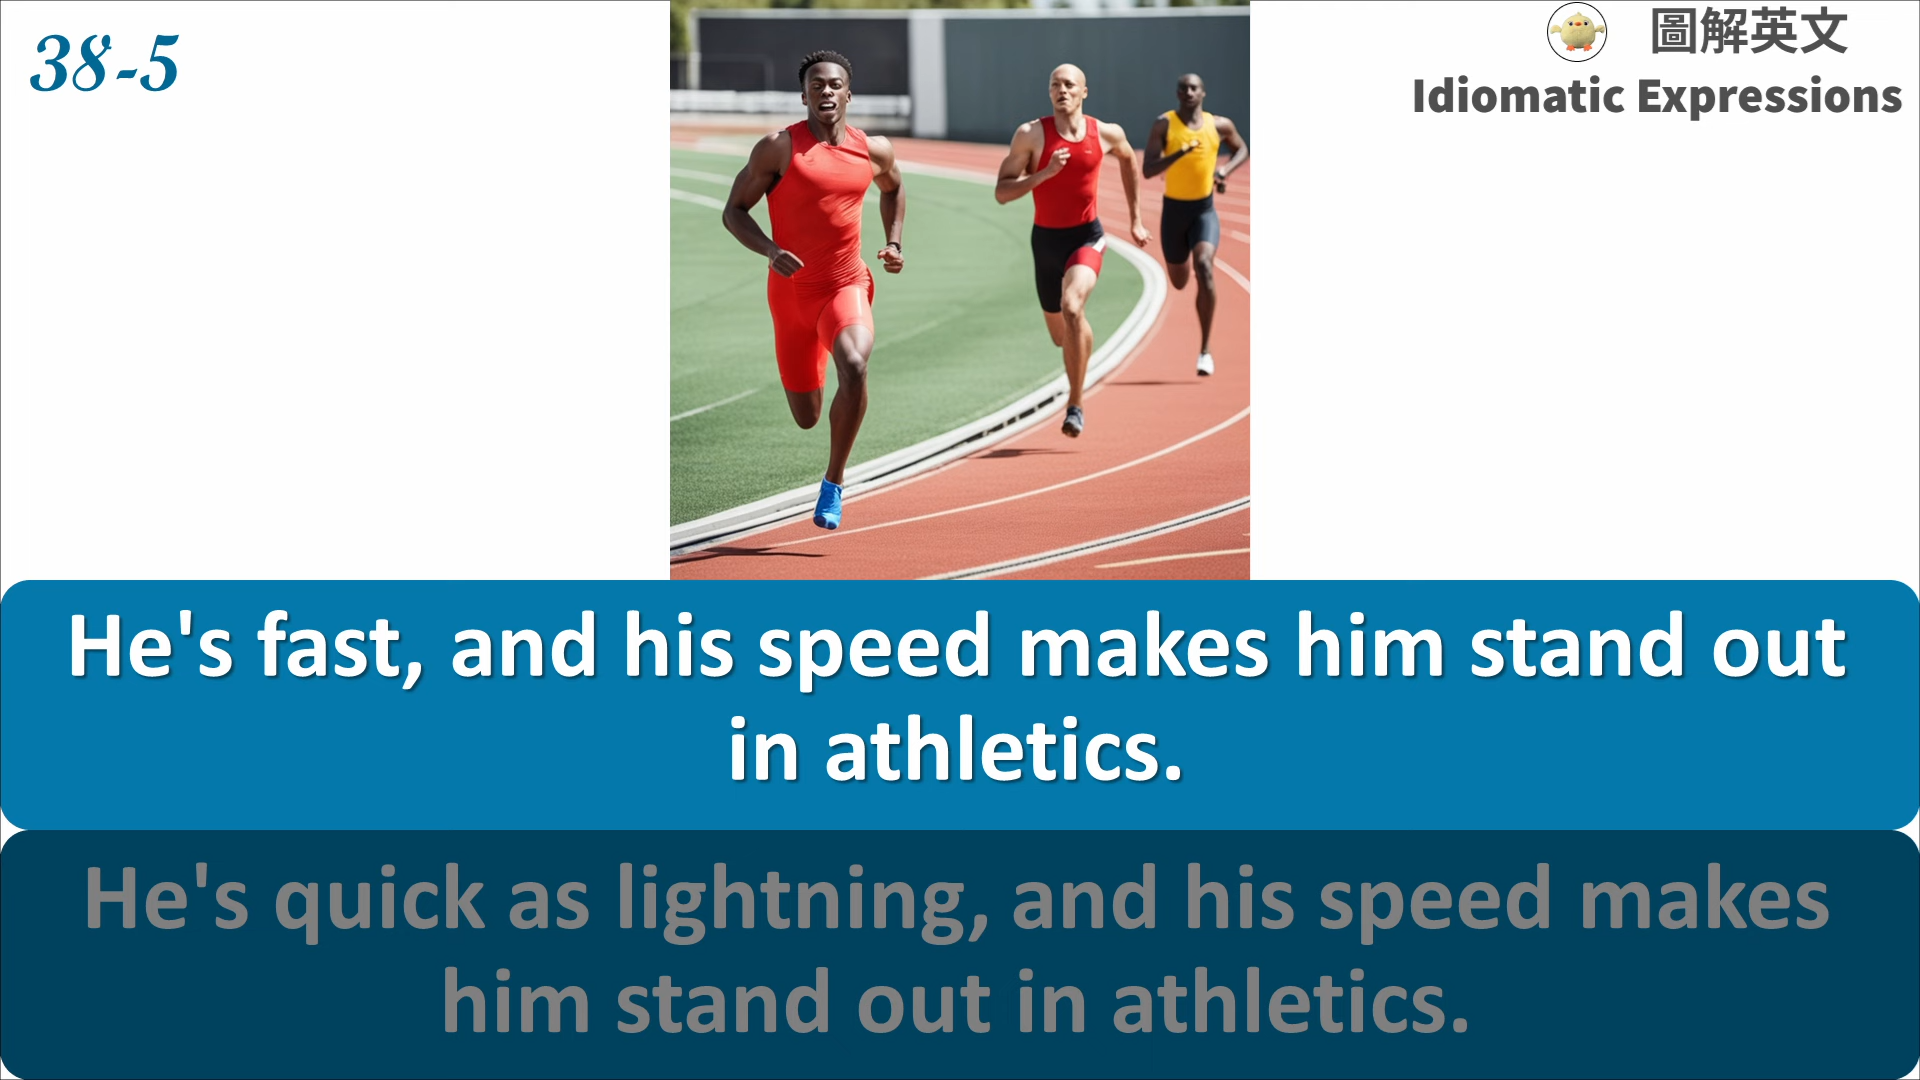 38-5
圖解英文
Idiomatic Expressions
He's fast, and his speed makes him stand out
in athletics.
He's quick as lightning, and his speed makes
him stand out in athletics.